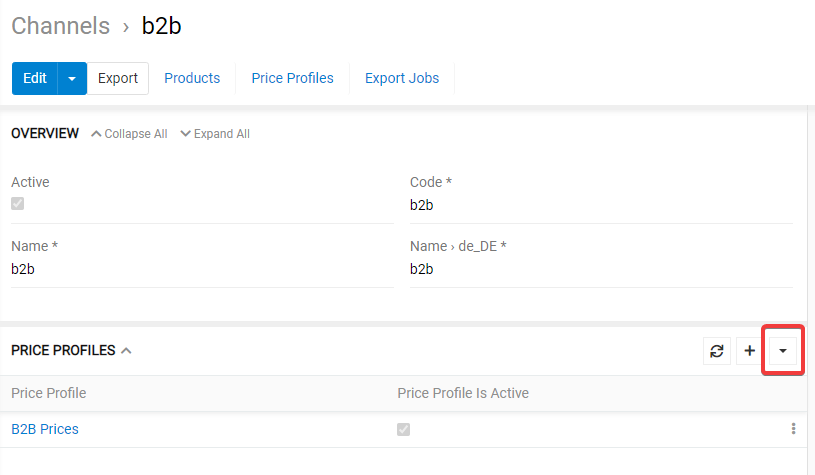 Channels › b2b
Edit Export Products Price Profiles Export Jobs
OVERVIEW Collapse All Expand All
Active Code *
b2b
Name * Name › de_DE *
b2b b2b
PRICE PROFILES
Price Profile Price Profile Is Active
B2B Prices